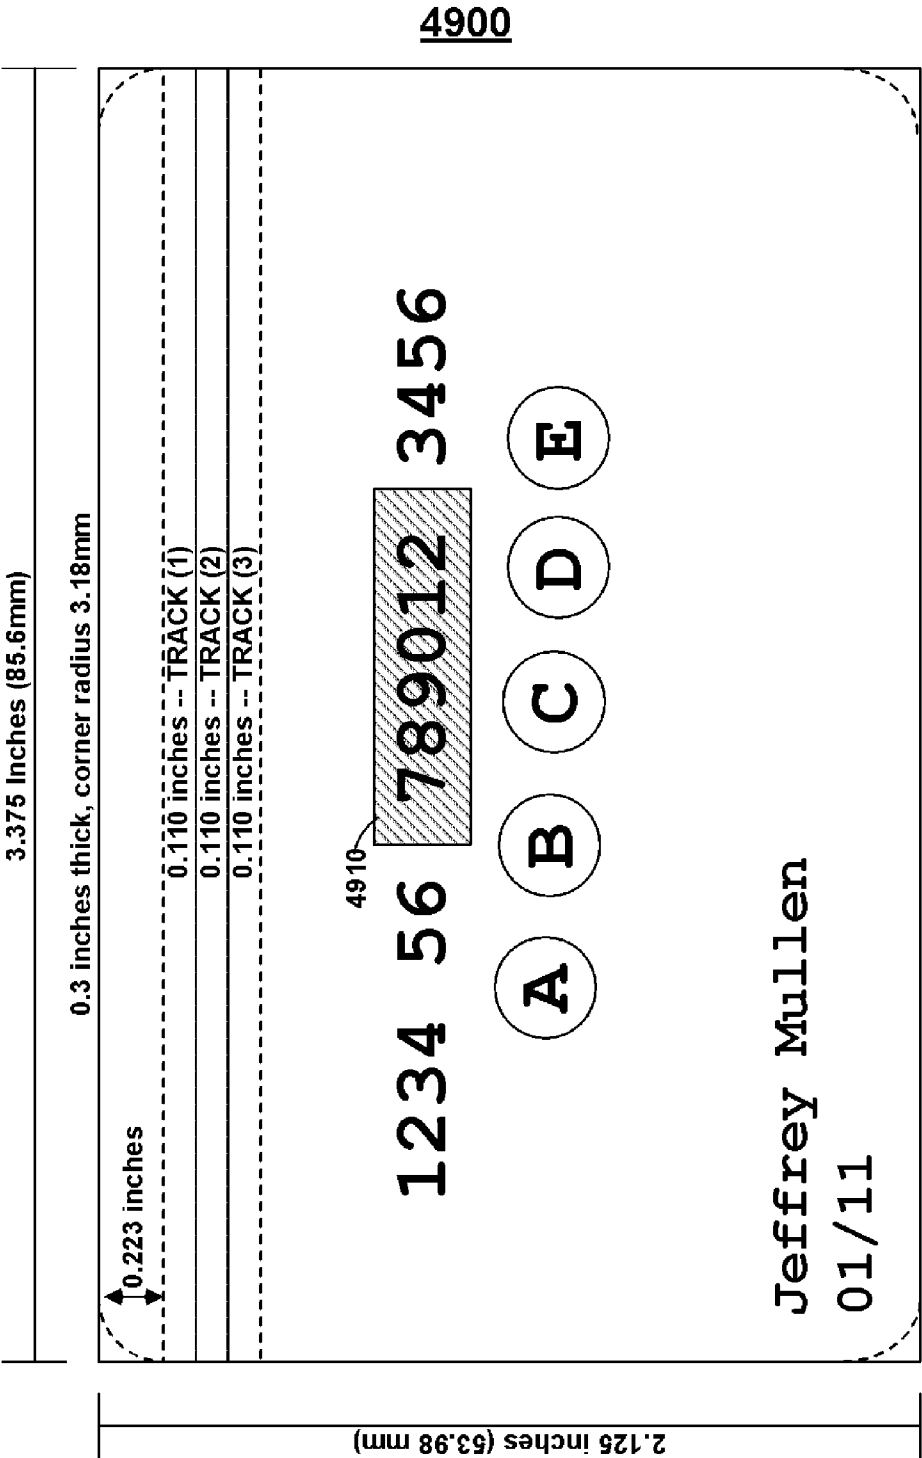 4900
3.375 Inches (85.6mm)
0.3 inches thick, corner radius 3.18mm
0.223 inches
0.110 inches -- TRACK (1)
0.110 inches -- TRACK (2)
0.110 inches -- TRACK (3)
4910
1234 56 789012 3456
A B C D E
Jeffrey Mullen
01/11
2.125 inches (53.98 mm)